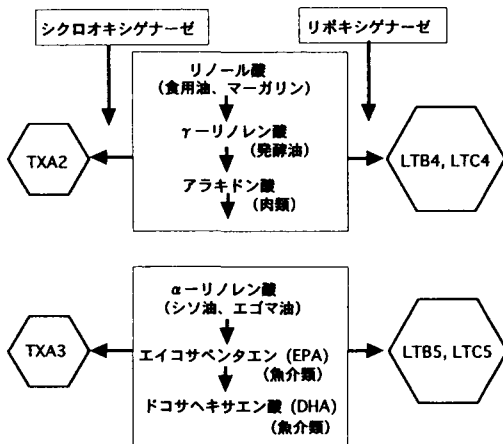 シクロオキシゲナーゼ
リポキシゲナーゼ
リノール酸
(食用油、マーガリン)
γーリノレン酸
(発酵油)
アラキドン酸
(肉類)
TXA2
LTB4, LTC4
αーリノレン酸
(シソ油、エゴマ油)
エイコサペンタエン (EPA)
(魚介類)
ドコサヘキサエン酸 (DHA)
(魚介類)
TXA3
LTB5, LTC5